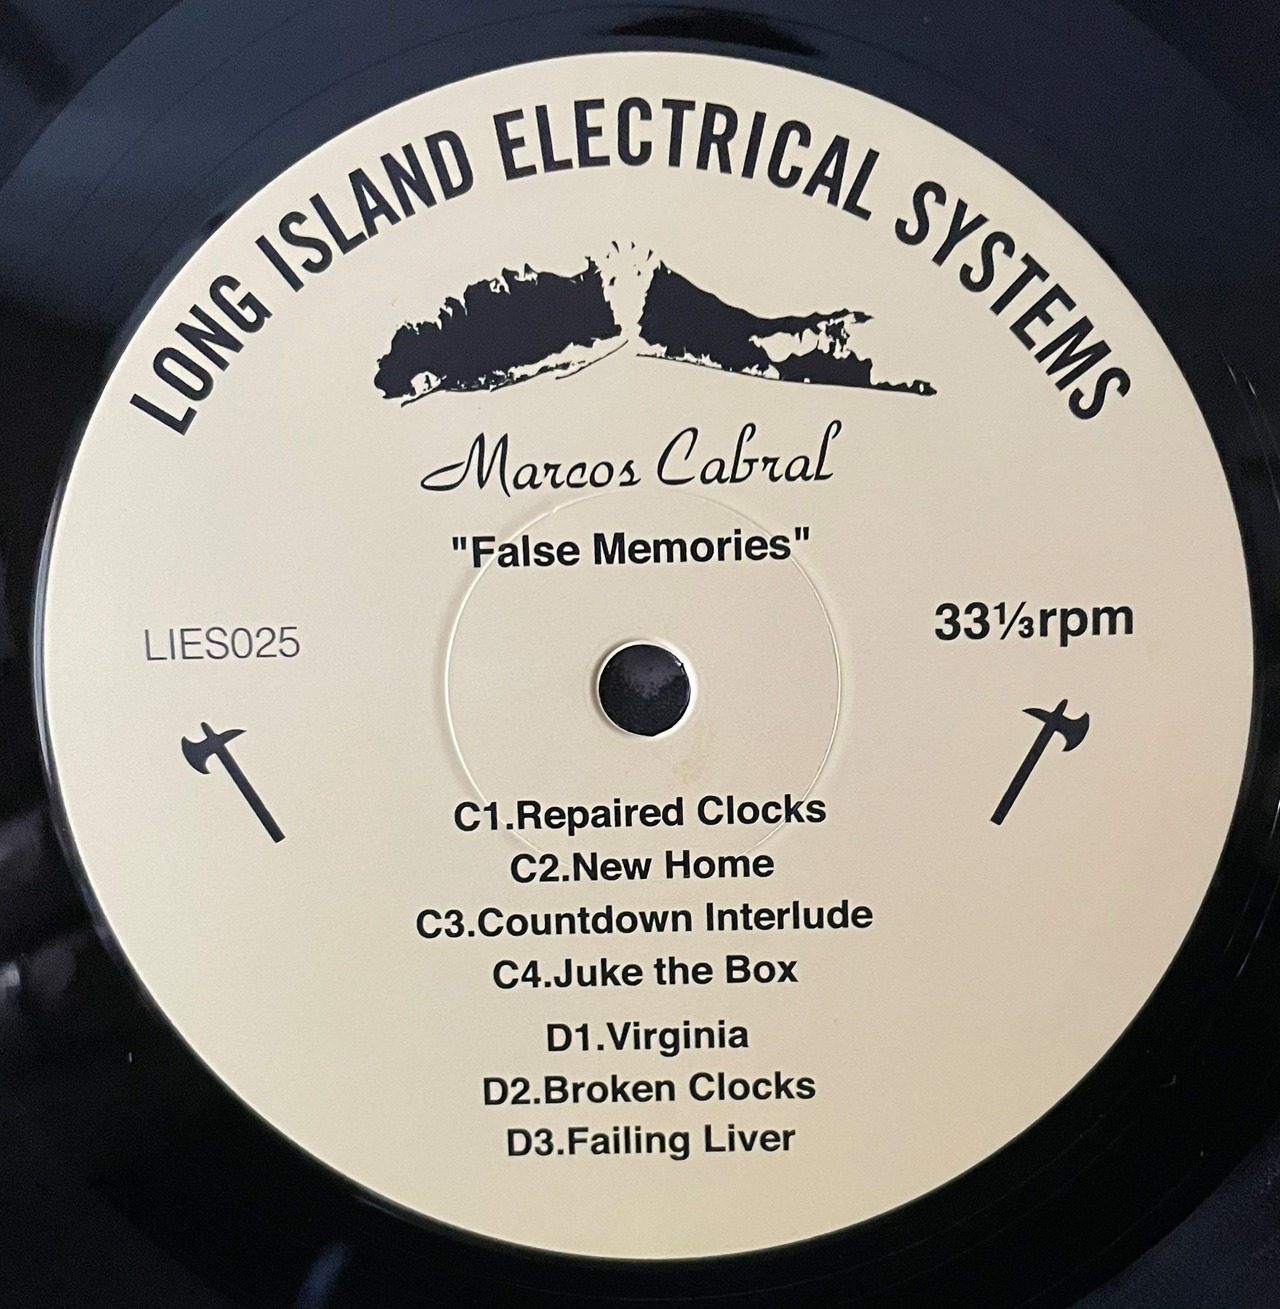 LONG ISLAND ELECTRICAL SYSTEMS
Marcos Cabral
"False Memories"
LIES025
33⅓rpm
C1.Repaired Clocks
C2.New Home
C3.Countdown Interlude
C4.Juke the Box
D1.Virginia
D2.Broken Clocks
D3.Failing Liver